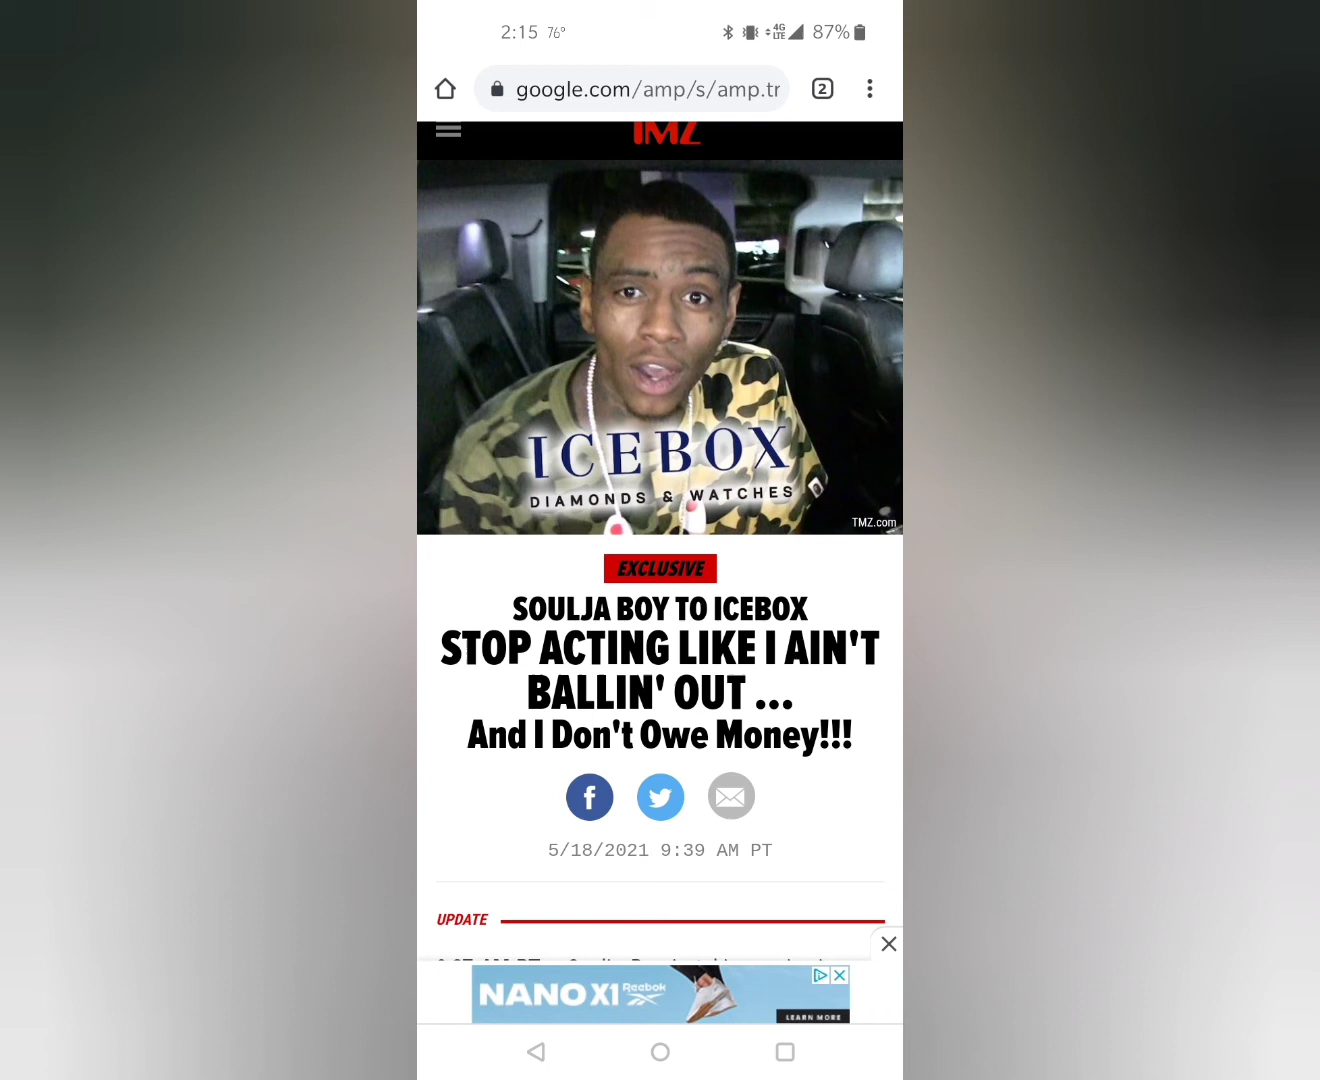 2:15 76°
4G
LTE
87%
google.com/amp/s/amp.tr
2
TMZ
ICEBOX
DIAMONDS & WATCHES
TMZ.com
EXCLUSIVE
SOULJA BOY TO ICEBOX
STOP ACTING LIKE I AIN'T
BALLIN' OUT ...
And I Don't Owe Money!!!
f
5/18/2021 9:39 AM PT
UPDATE
NANO X1 Reebok
LEARN MORE